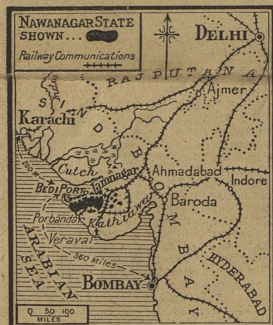 NAWANAGAR STATE
SHOWN...
Railway Communications
DELHI
RAJPUTANA
Ajmer
SIND
Karachi
Cutch
200 m
BEDI PORT
Jamnagar
Ahmadabad
Indore
Porbandar
Kathiawar
Baroda
Veraval
360 Miles
ARABIAN
SEA
BOMBAY
BOMBAY
HYDERABAD
0 50 100
MILES